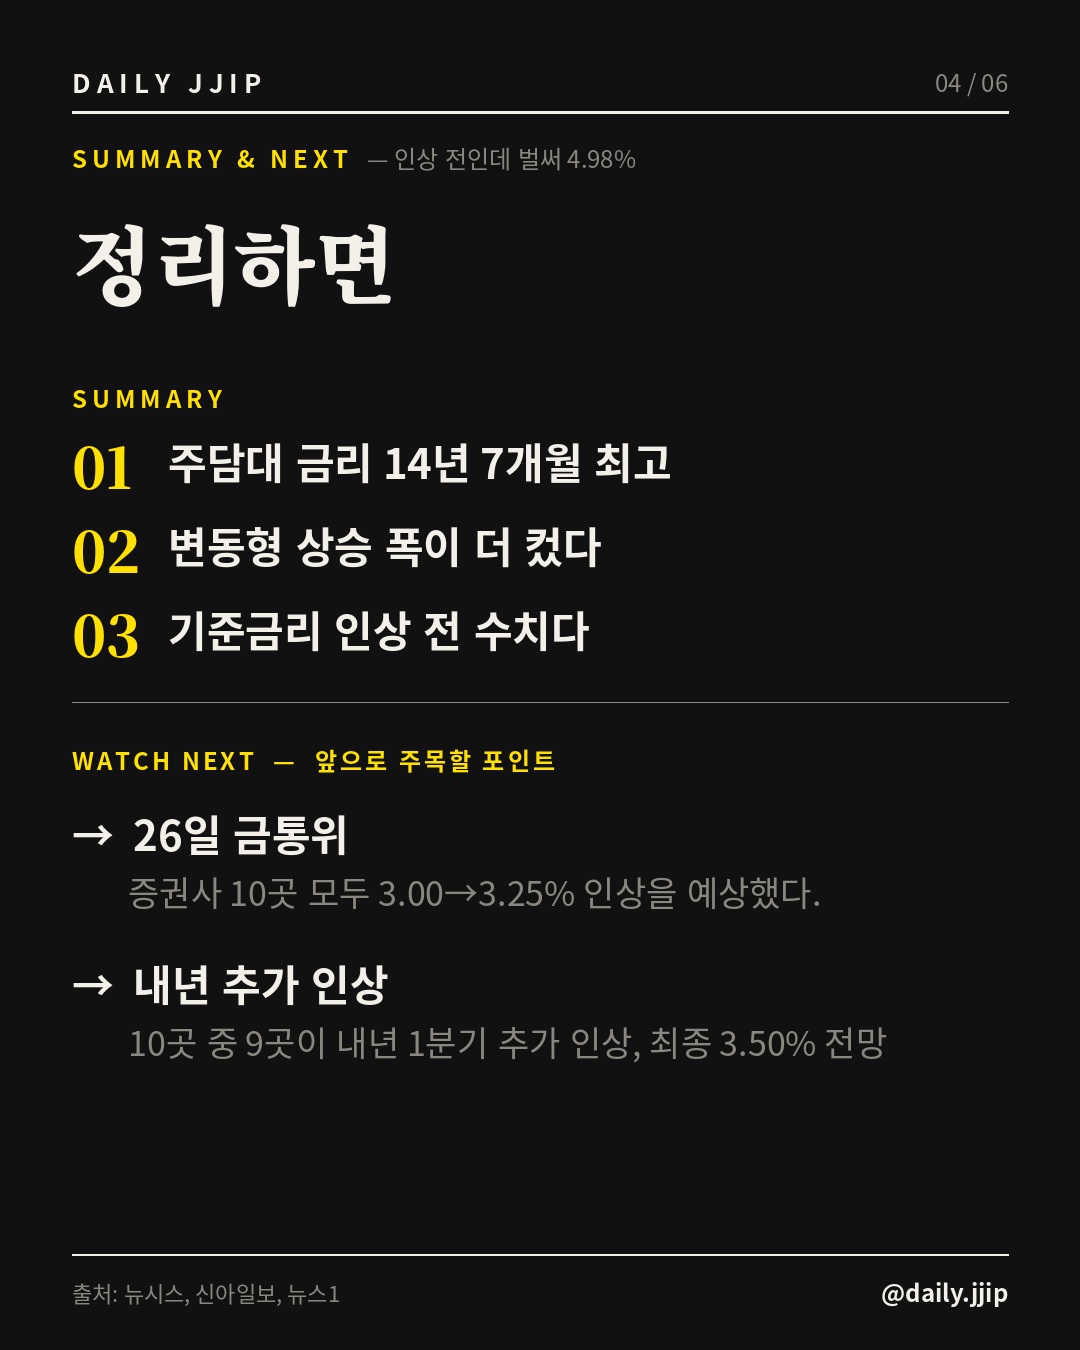 DAILY JJIP
04 / 06
SUMMARY & NEXT — 인상 전인데 벌써 4.98%
정리하면
SUMMARY
01 주담대 금리 14년 7개월 최고
02 변동형 상승 폭이 더 컸다
03 기준금리 인상 전 수치다
WATCH NEXT — 앞으로 주목할 포인트
→ 26일 금통위
증권사 10곳 모두 3.00→3.25% 인상을 예상했다.
→ 내년 추가 인상
10곳 중 9곳이 내년 1분기 추가 인상, 최종 3.50% 전망
출처: 뉴시스, 신아일보, 뉴스1
@daily.jjip